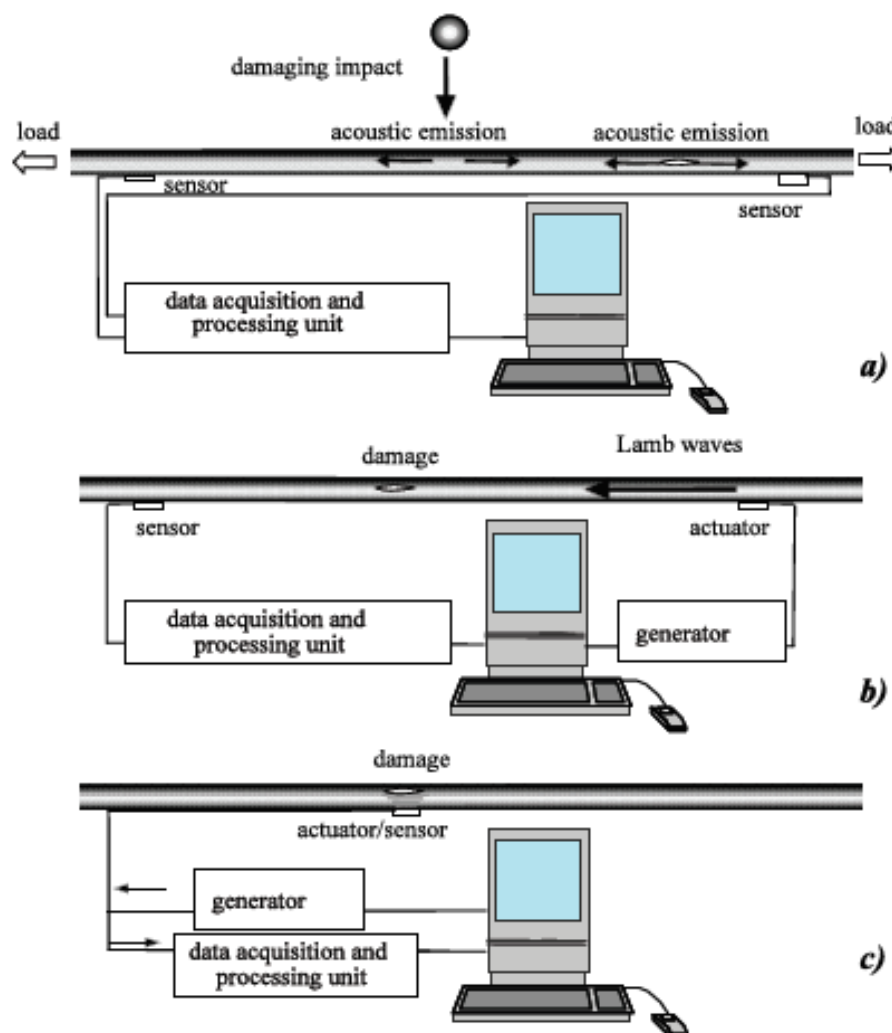 damaging impact
load
acoustic emission
acoustic emission
load
sensor
sensor
data acquisition and
processing unit
a)
damage
Lamb waves
sensor
actuator
data acquisition and
processing unit
generator
b)
damage
actuator/sensor
generator
data acquisition and
processing unit
c)